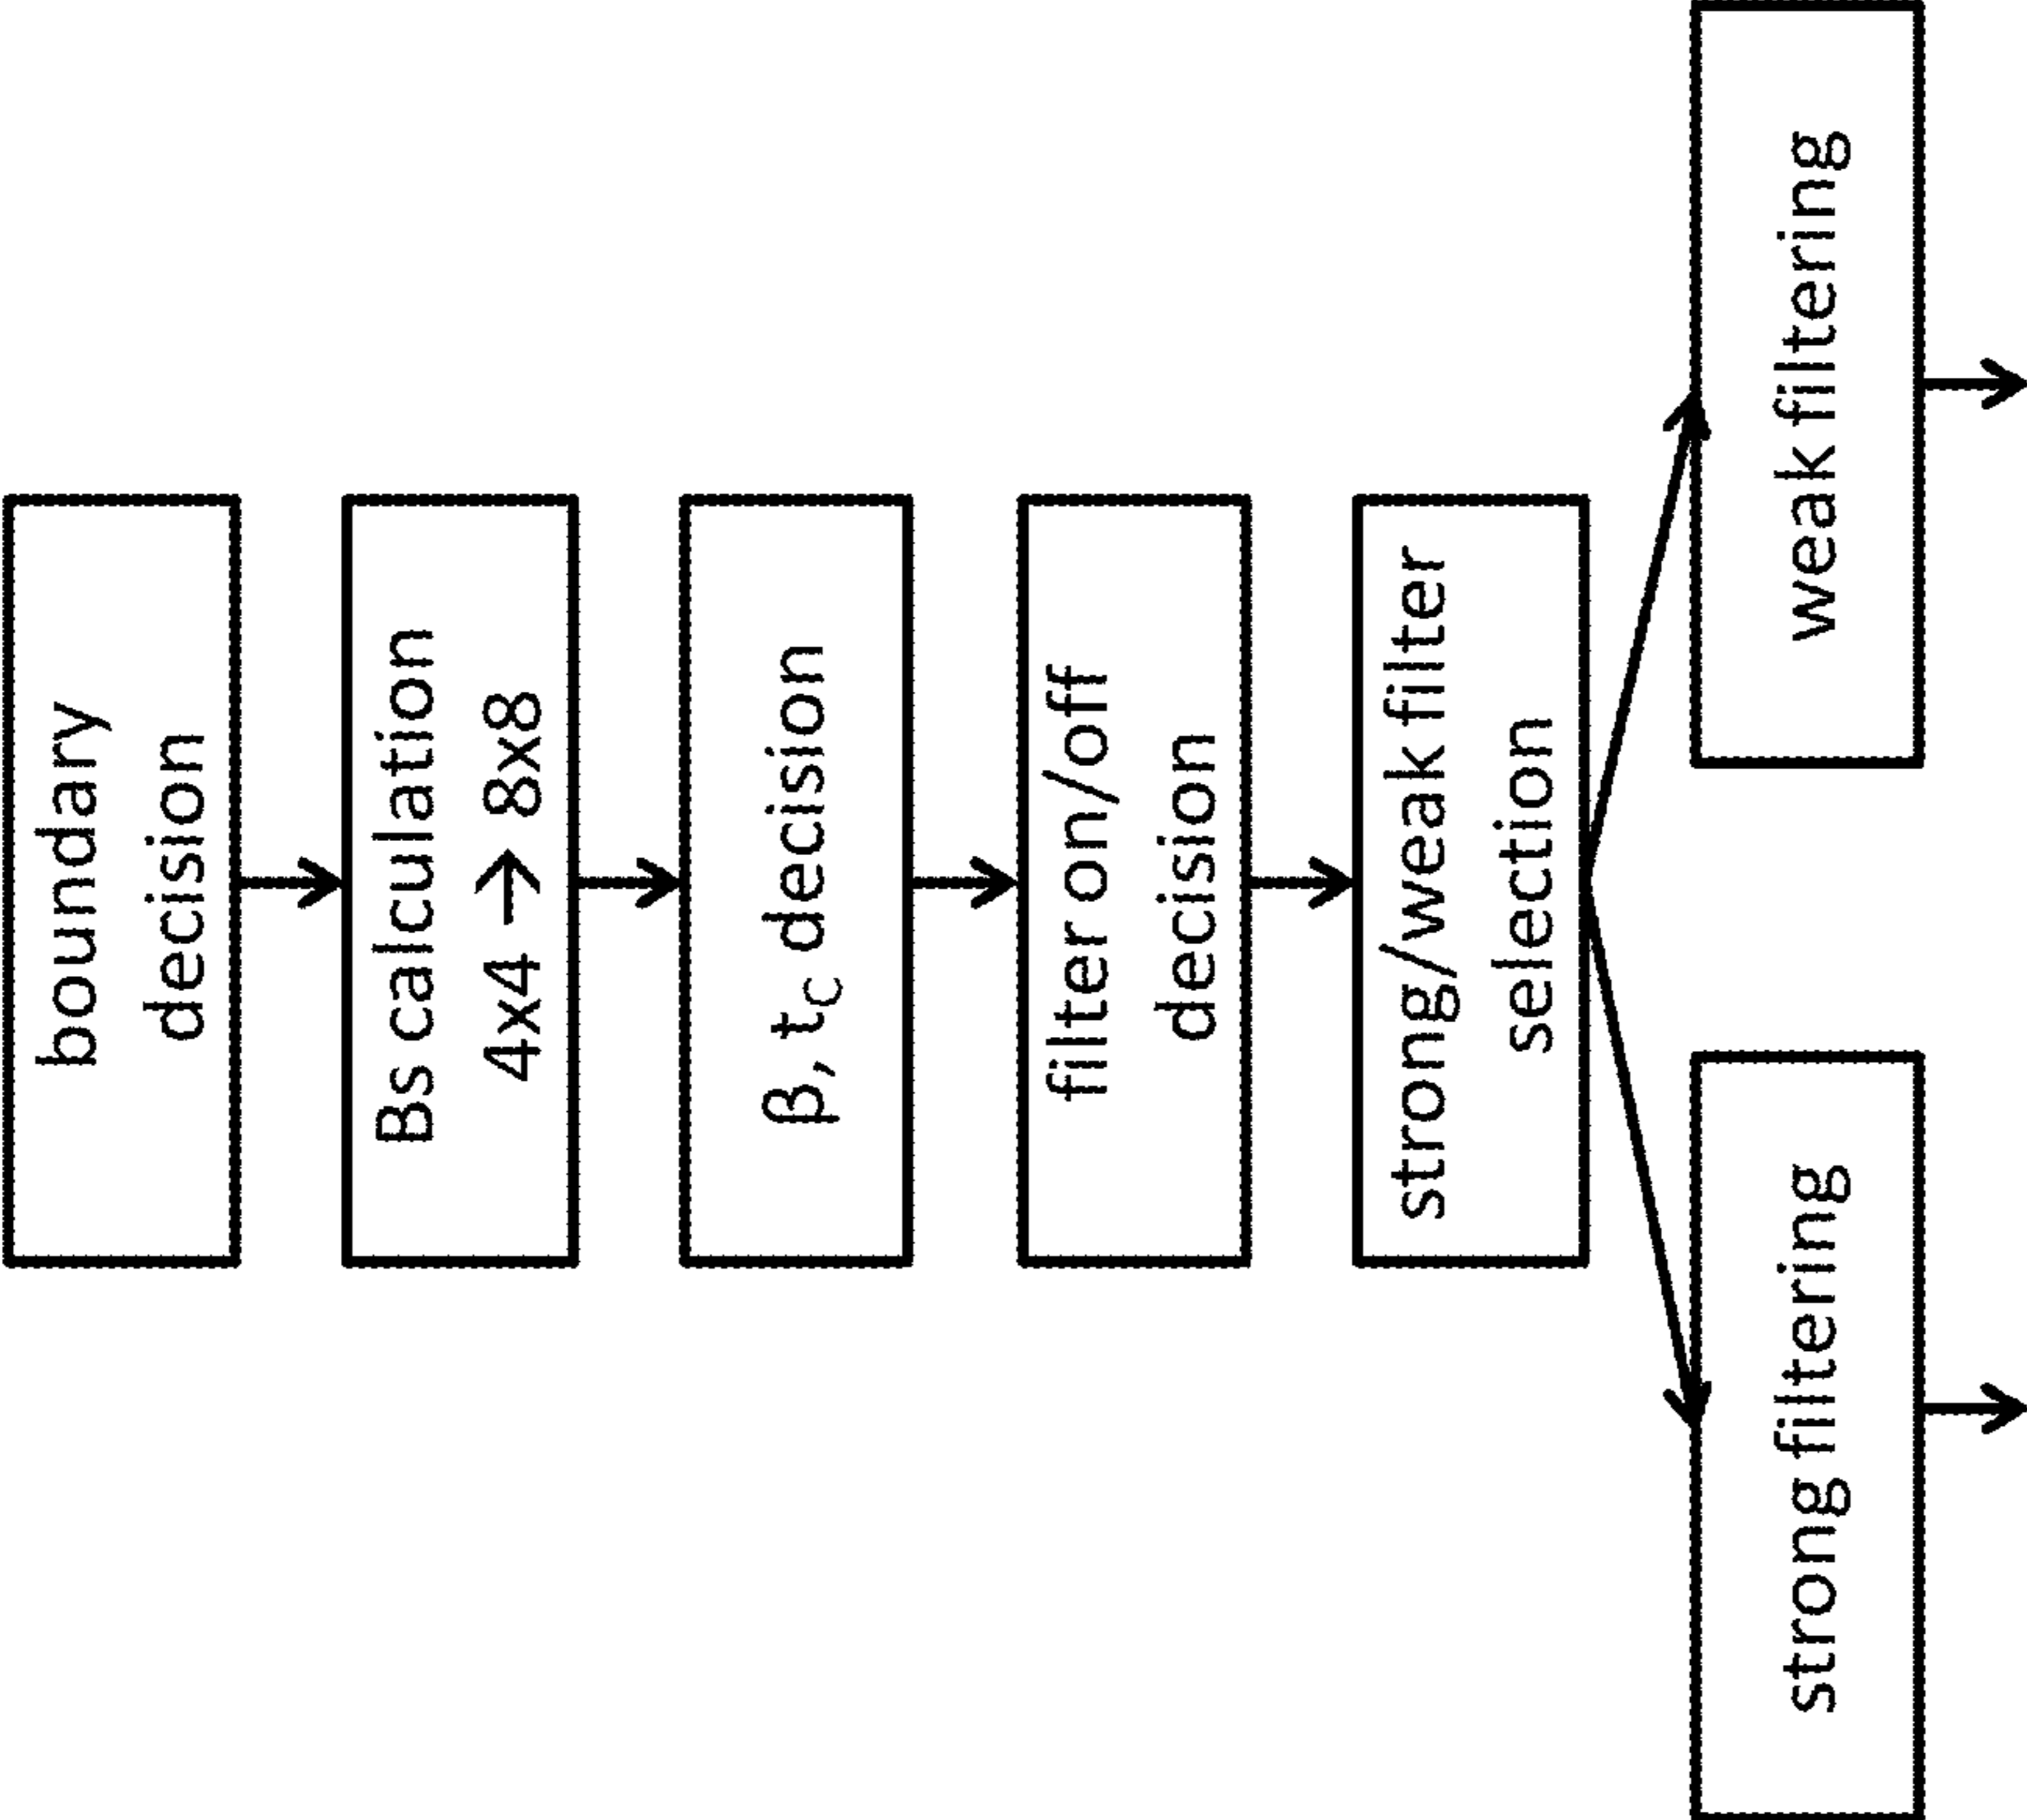 boundary
decision
Bs calculation
4x4 → 8x8
β, t_C decision
filter on/off
decision
strong/weak filter
selection
strong filtering
weak filtering